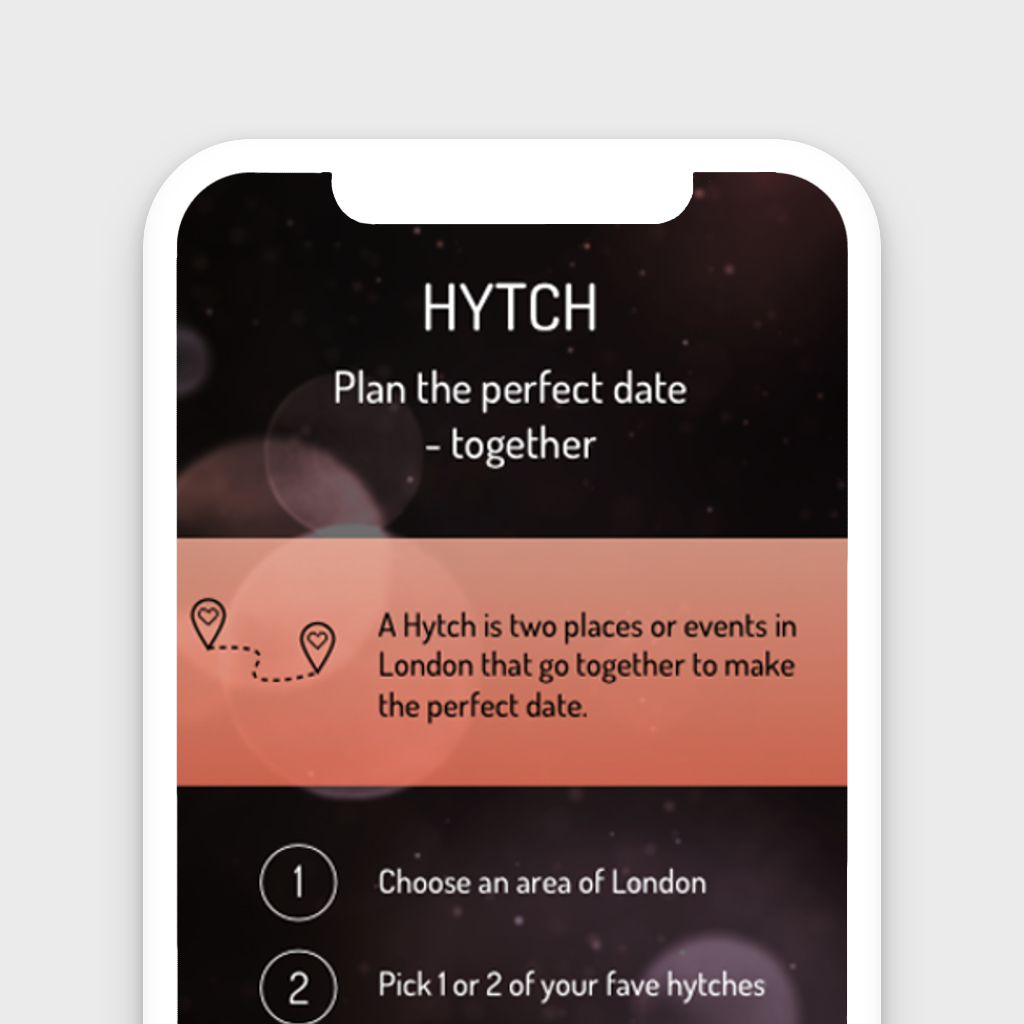 HYTCH
Plan the perfect date
- together
A Hytch is two places or events in
London that go together to make
the perfect date.
1
Choose an area of London
2
Pick 1 or 2 of your fave hytches